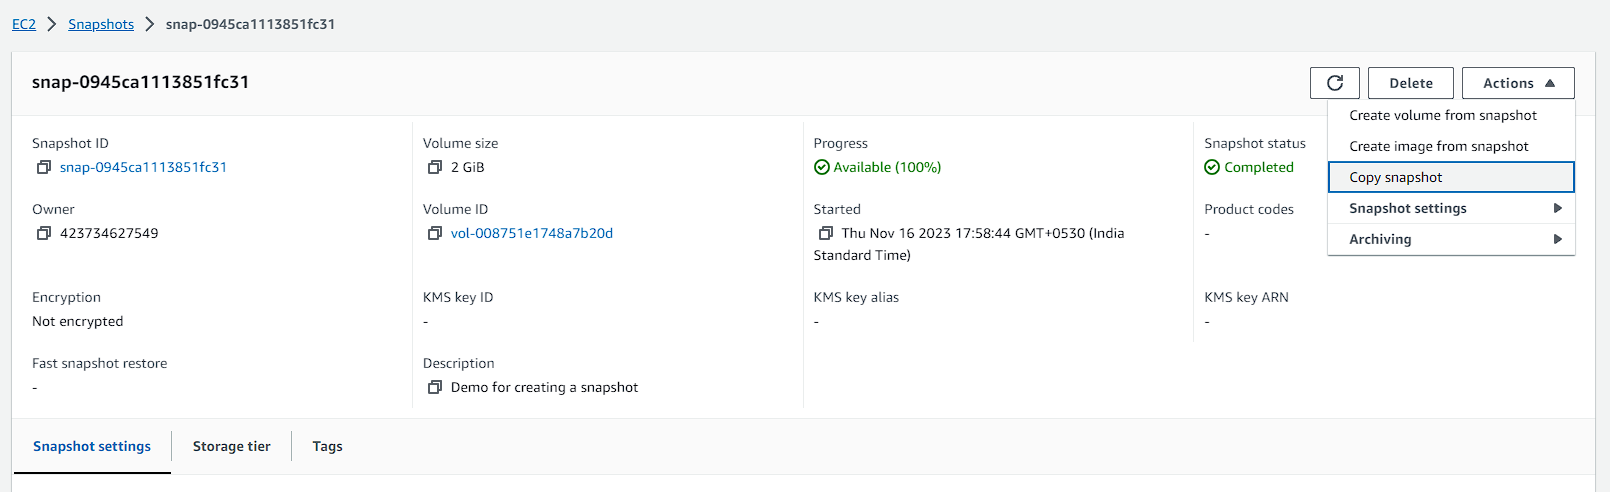 EC2 > Snapshots > snap-0945ca1113851fc31
snap-0945ca1113851fc31
Delete
Actions
Create volume from snapshot
Create image from snapshot
Copy snapshot
Snapshot settings
Archiving
Snapshot ID
snap-0945ca1113851fc31
Volume size
2 GiB
Progress
Available (100%)
Snapshot status
Completed
Owner
423734627549
Volume ID
vol-008751e1748a7b20d
Started
Thu Nov 16 2023 17:58:44 GMT+0530 (India
Standard Time)
Product codes
-
Encryption
Not encrypted
KMS key ID
-
KMS key alias
-
KMS key ARN
-
Fast snapshot restore
-
Description
Demo for creating a snapshot
Snapshot settings
Storage tier
Tags